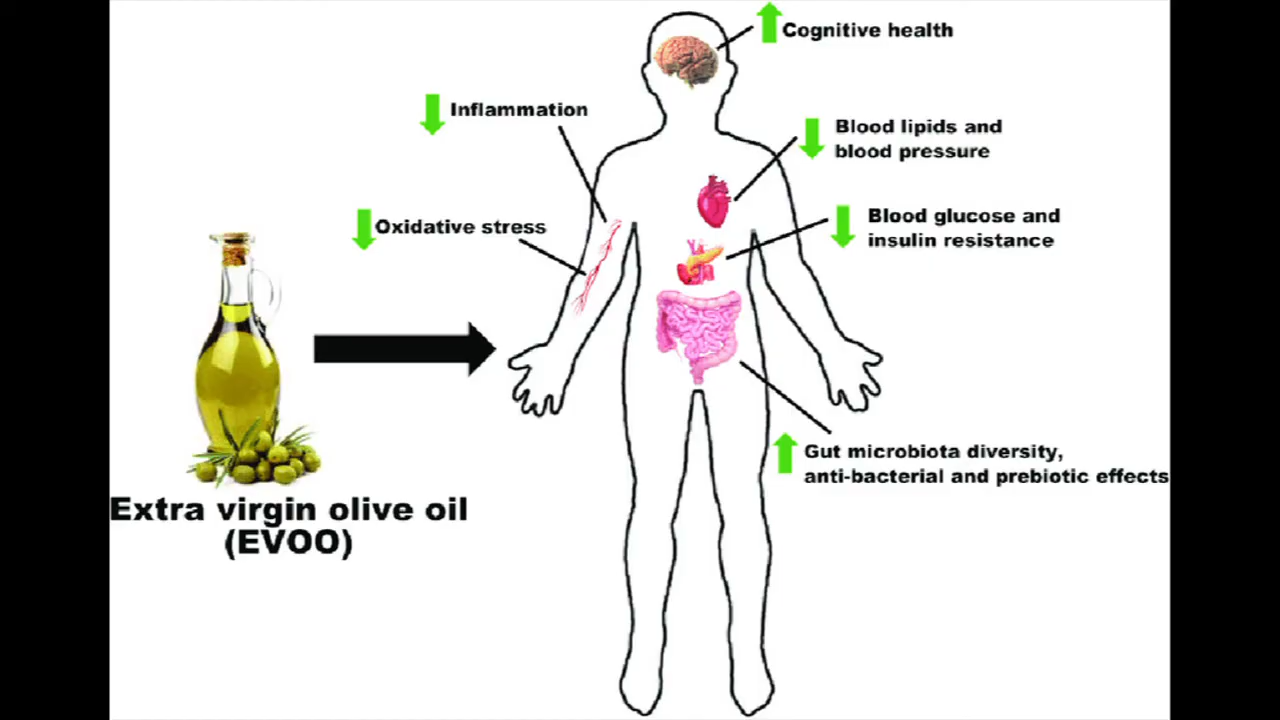 Cognitive health
Inflammation
Blood lipids and
blood pressure
Oxidative stress
Blood glucose and
insulin resistance
Gut microbiota diversity,
anti-bacterial and prebiotic effects
Extra virgin olive oil
(EVOO)